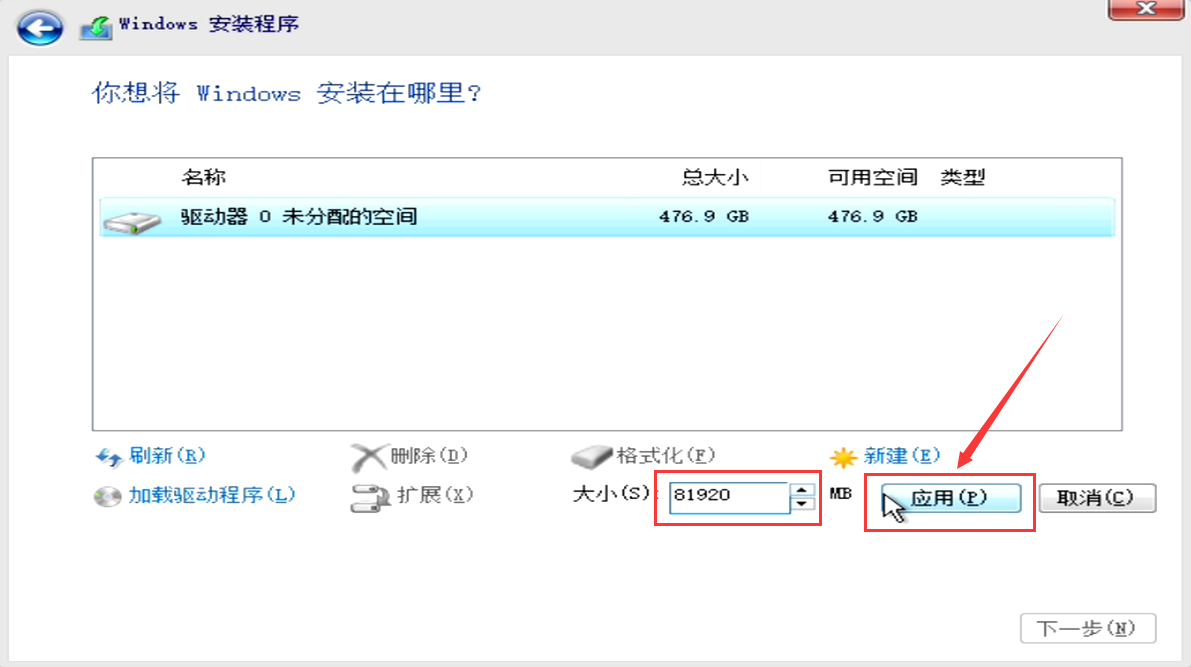 Windows 安装程序
你想将 Windows 安装在哪里?
名称 总大小 可用空间 类型
驱动器 0 未分配的空间 476.9 GB 476.9 GB
刷新(R) 删除(D) 格式化(F) 新建(E)
加载驱动程序(L) 扩展(X) 大小(S): 81920 MB 应用(P) 取消(C)
下一步(N)